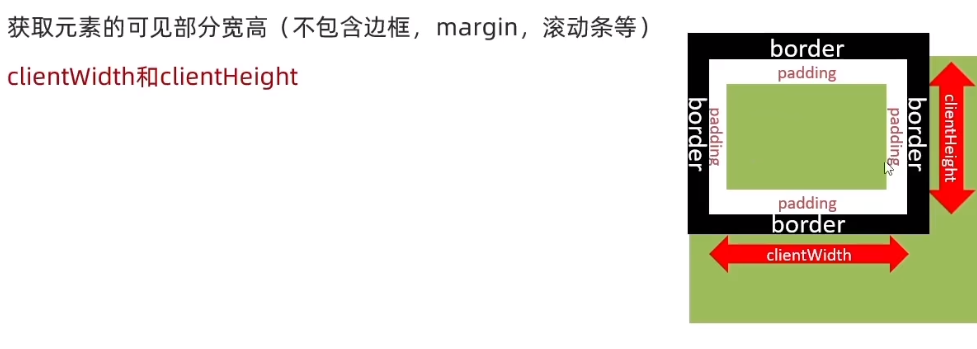 获取元素的可见部分宽高（不包含边框，margin，滚动条等）
clientWidth和clientHeight
border
padding
border
padding
padding
border
clientHeight
padding
border
clientWidth